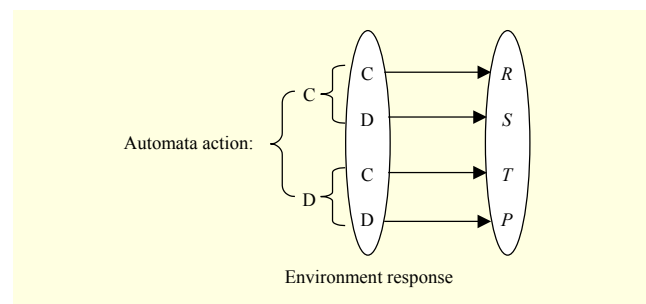 C R
C
D S
Automata action:
C T
D
D P
Environment response